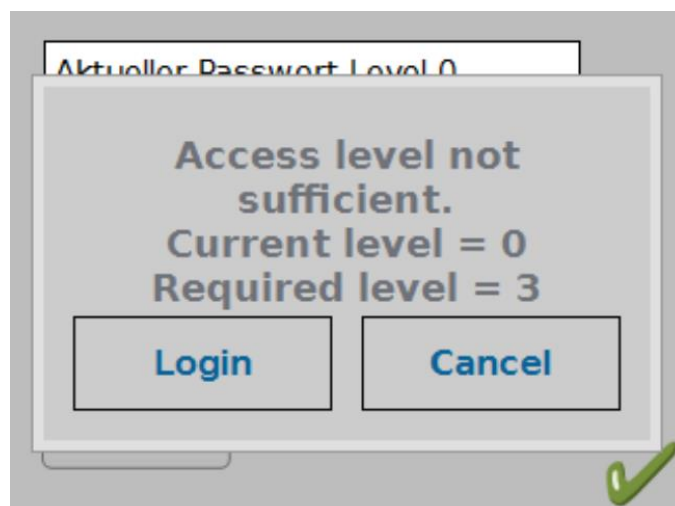 Aktueller Passwort Level 0
Access level not
sufficient.
Current level = 0
Required level = 3
Login
Cancel